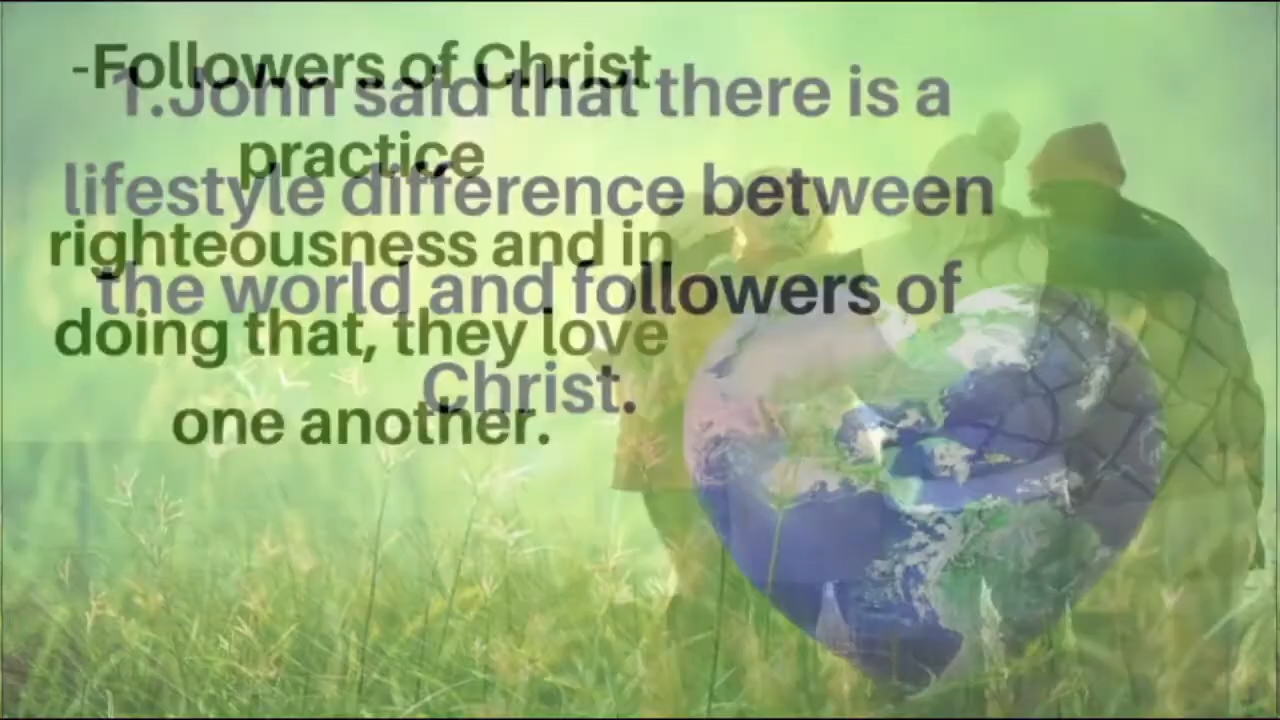 -Followers of Christ
practice
righteousness and in
doing that, they love
one another.
1.John said that there is a
lifestyle difference between
the world and followers of
Christ.